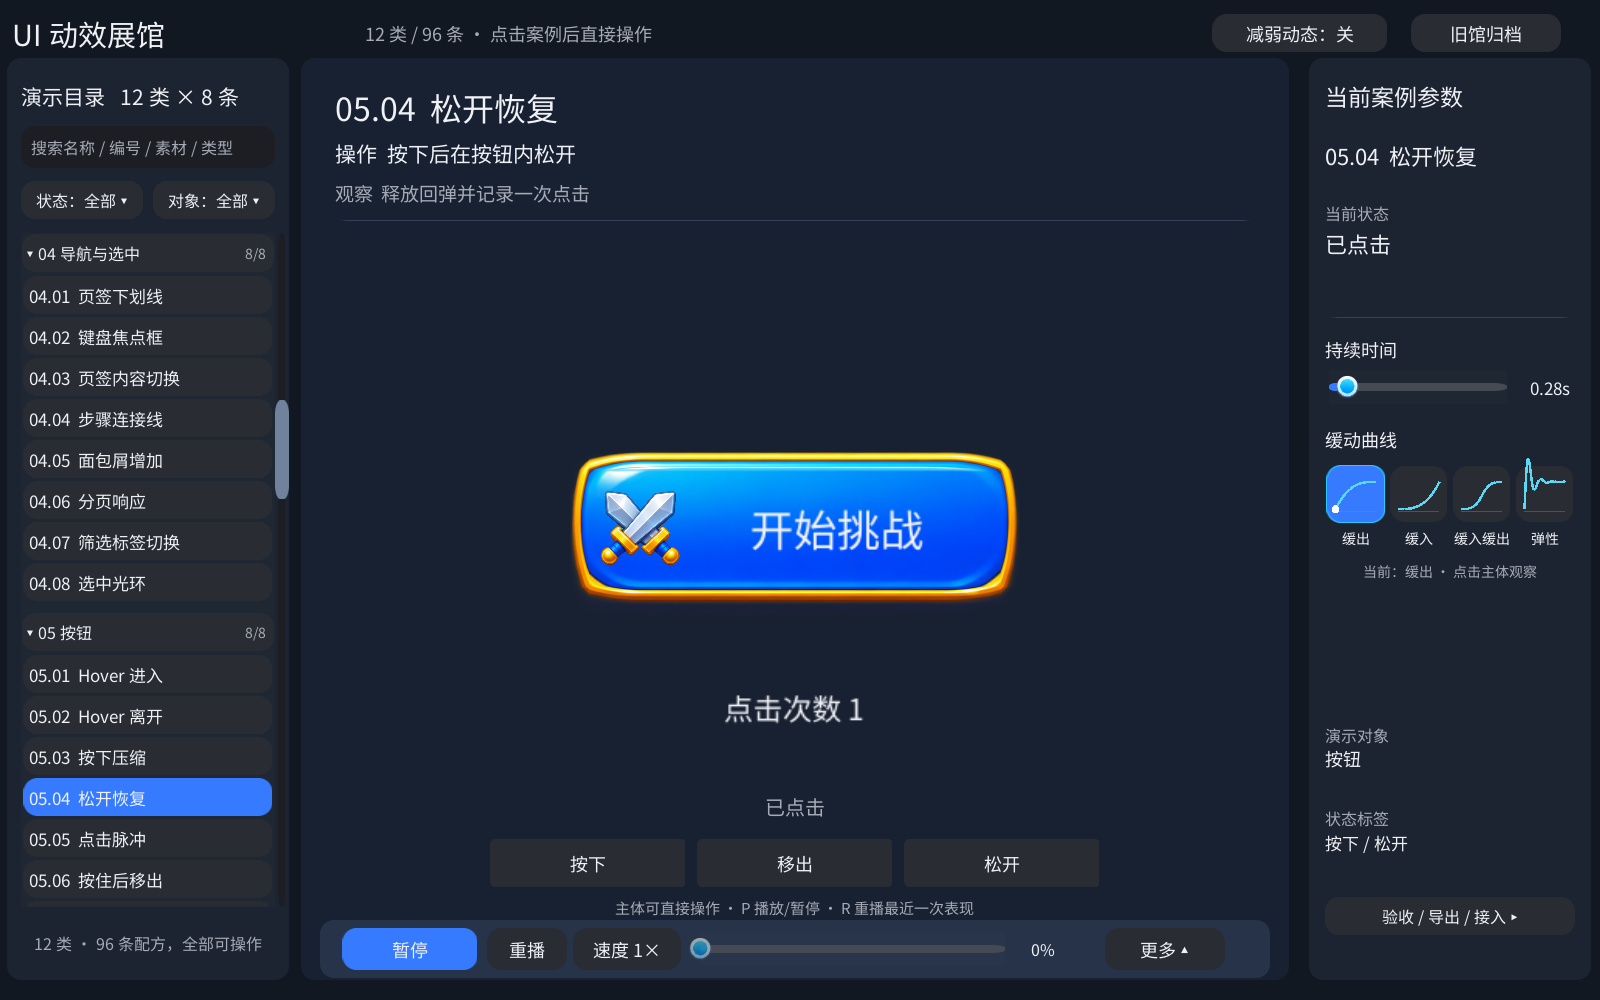 UI 动效展馆
12 类 / 96 条 • 点击案例后直接操作
减弱动态：关
旧馆归档
演示目录 12 类 × 8 条
搜索名称 / 编号 / 素材 / 类型
状态：全部 ▾
对象：全部 ▾
▾ 04 导航与选中 8/8
04.01 页签下划线
04.02 键盘焦点框
04.03 页签内容切换
04.04 步骤连接线
04.05 面包屑增加
04.06 分页响应
04.07 筛选标签切换
04.08 选中光环
▾ 05 按钮 8/8
05.01 Hover 进入
05.02 Hover 离开
05.03 按下压缩
05.04 松开恢复
05.05 点击脉冲
05.06 按住后移出
12 类 • 96 条配方，全部可操作
05.04 松开恢复
操作 按下后在按钮内松开
观察 释放回弹并记录一次点击
开始挑战
点击次数 1
已点击
按下
移出
松开
主体可直接操作 • P 播放/暂停 • R 重播最近一次表现
暂停
重播
速度 1×
0%
更多 ▴
当前案例参数
05.04 松开恢复
当前状态
已点击
持续时间
0.28s
缓动曲线
缓出
缓入
缓入缓出
弹性
当前：缓出 • 点击主体观察
演示对象
按钮
状态标签
按下 / 松开
验收 / 导出 / 接入 ▸